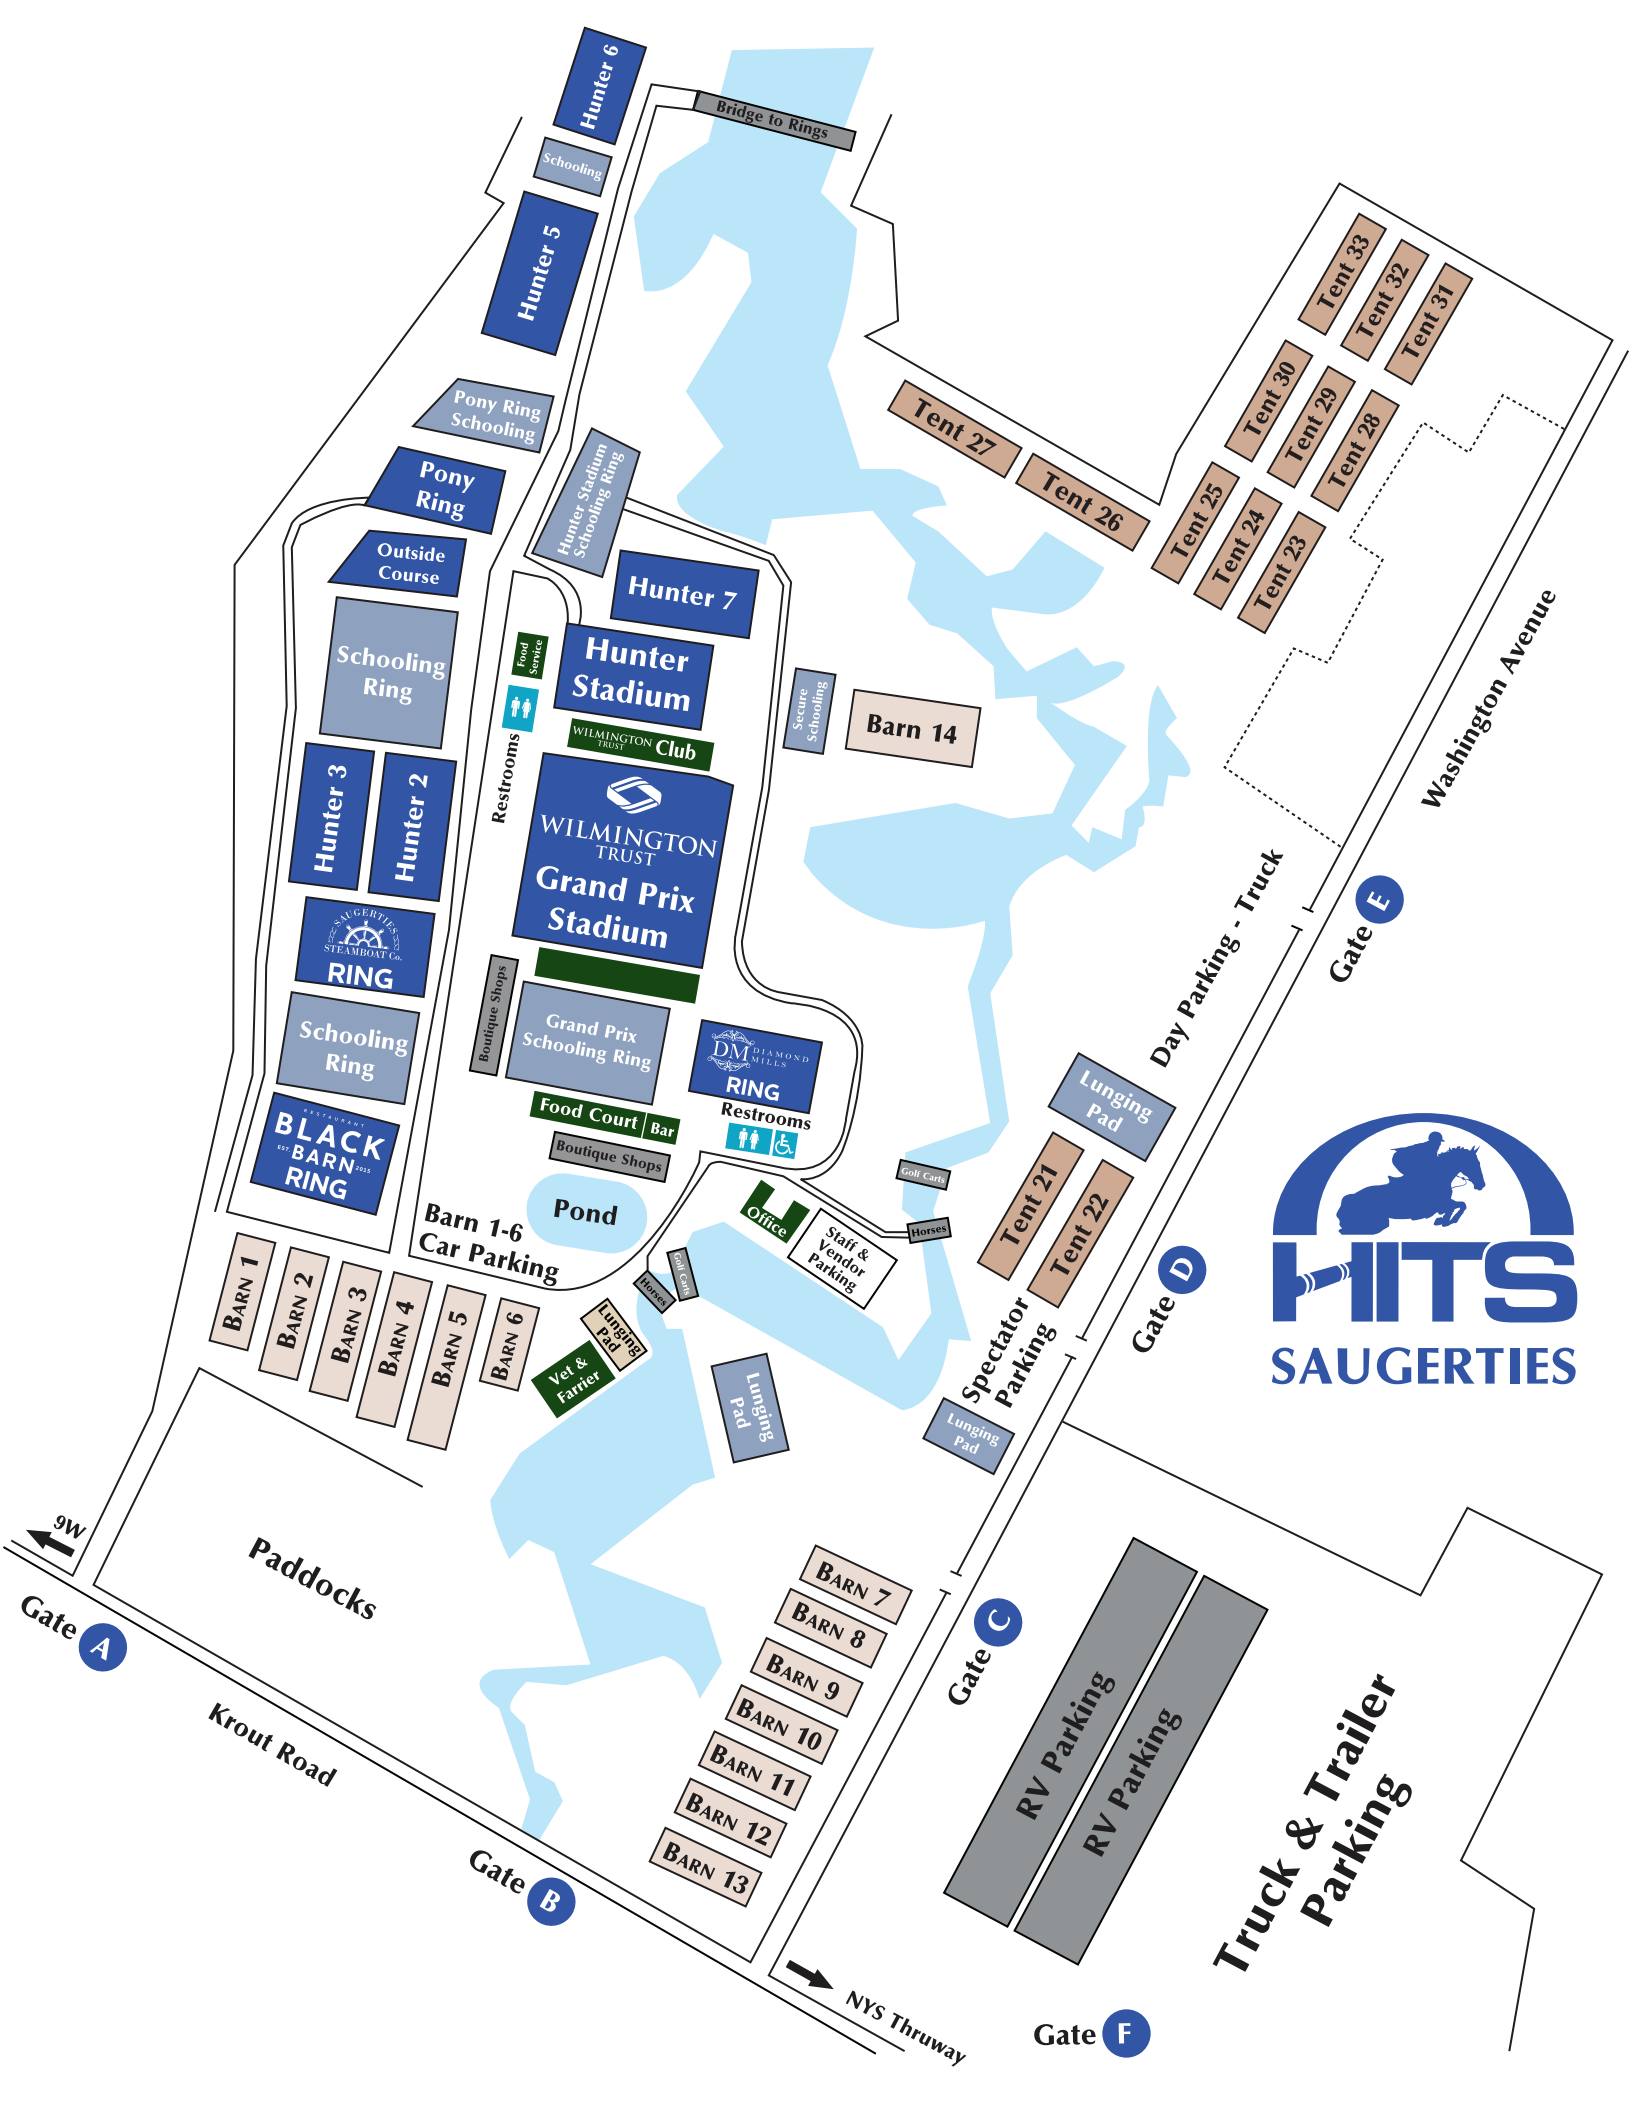 Hunter 6
Schooling
Hunter 5
Bridge to Rings
Pony Ring
Schooling
Pony
Ring
Outside
Course
Schooling
Ring
Hunter 3
Hunter 2
SAUGERTIES
STEAMBOAT Co.
RING
Schooling
Ring
RESTAURANT
BLACK
EST. BARN 2015
RING
Hunter Stadium
Schooling Ring
Hunter 7
Hunter
Stadium
Food
Service
Restrooms
WILMINGTON
TRUST
Club
WILMINGTON
TRUST
Grand Prix
Stadium
Boutique Shops
Grand Prix
Schooling Ring
DM DIAMOND
MILLS
RING
Restrooms
Food Court
Bar
Boutique Shops
Pond
Barn 1-6
Car Parking
Secure
Schooling
Barn 14
Tent 27
Tent 26
Tent 33
Tent 32
Tent 31
Tent 30
Tent 29
Tent 28
Tent 25
Tent 24
Tent 23
Washington Avenue
Day Parking - Truck
Gate E
Lunging
Pad
Tent 21
Tent 22
Golf Carts
Horses
Office
Staff &
Vendor
Parking
Golf Carts
Horses
Lunging
Pad
Vet &
Farrier
Lunging
Pad
Spectator
Parking
Lunging
Pad
Gate D
HITS
SAUGERTIES
BARN 1
BARN 2
BARN 3
BARN 4
BARN 5
BARN 6
Paddocks
9W
Gate A
Krout Road
Gate B
BARN 7
BARN 8
BARN 9
BARN 10
BARN 11
BARN 12
BARN 13
Gate C
RV Parking
RV Parking
Truck & Trailer
Parking
NYS Thruway
Gate F